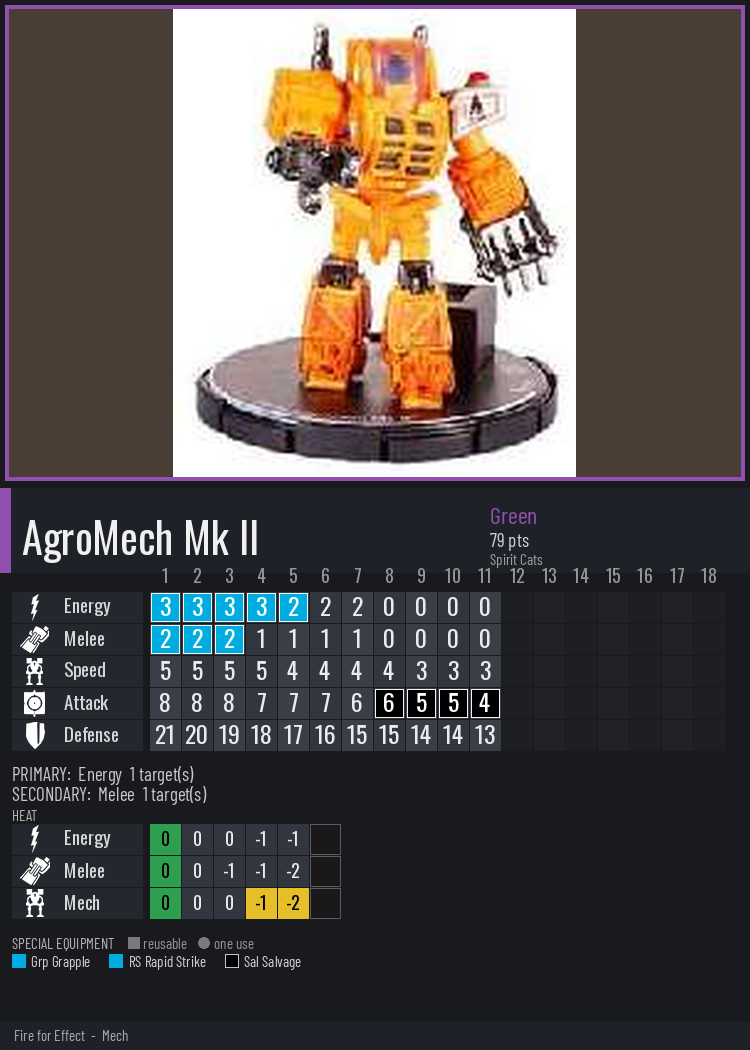 AgroMech Mk II
Green
79 pts
Spirit Cats
1 2 3 4 5 6 7 8 9 10 11 12 13 14 15 16 17 18
Energy 3 3 3 3 2 2 2 0 0 0 0
Melee 2 2 2 1 1 1 1 0 0 0 0
Speed 5 5 5 5 4 4 4 4 3 3 3
Attack 8 8 8 7 7 7 6 6 5 5 4
Defense 21 20 19 18 17 16 15 15 14 14 13
PRIMARY: Energy 1 target(s)
SECONDARY: Melee 1 target(s)
HEAT
Energy 0 0 0 -1 -1
Melee 0 0 -1 -1 -2
Mech 0 0 0 -1 -2
SPECIAL EQUIPMENT reusable one use
Grp Grapple RS Rapid Strike Sal Salvage
Fire for Effect - Mech